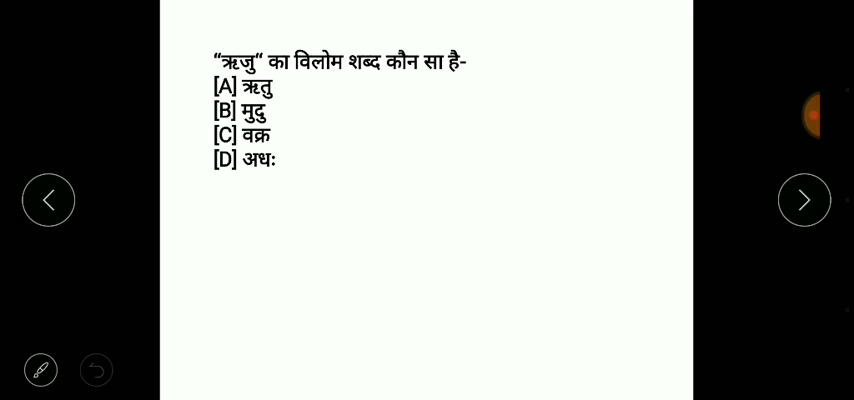 “ऋजु“ का विलोम शब्द कौन सा है-
[A] ऋतु
[B] मुदु
[C] वक्र
[D] अधः